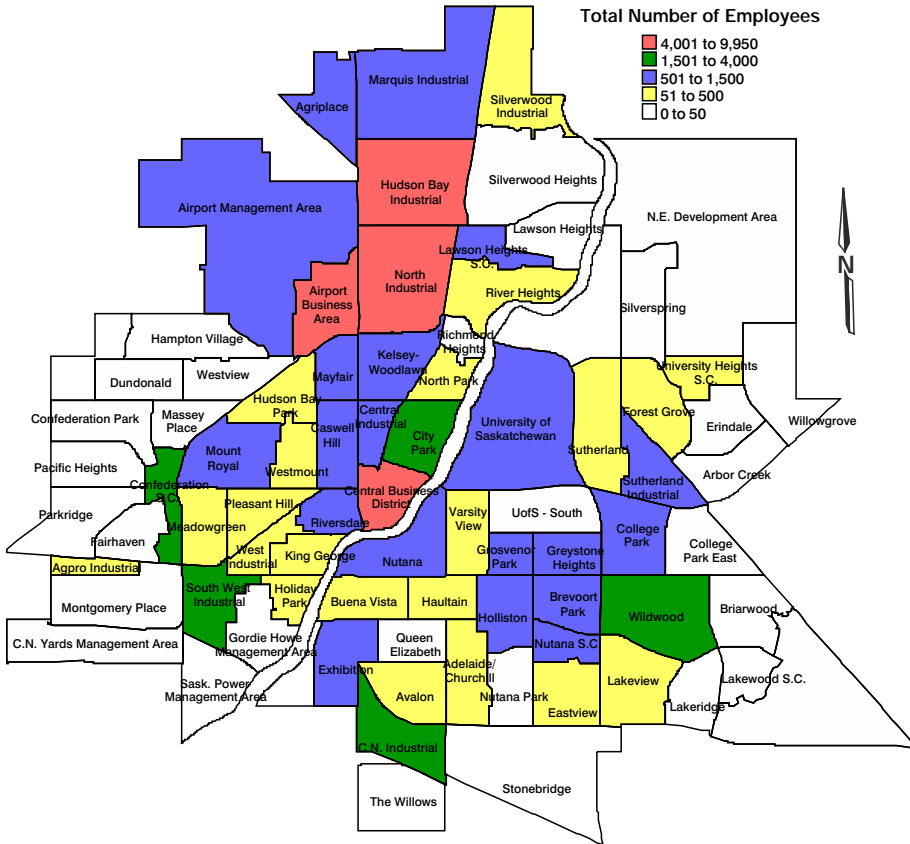 Total Number of Employees
4,001 to 9,950
1,501 to 4,000
501 to 1,500
51 to 500
0 to 50
N
Marquis Industrial
Agriplace
Silverwood
Industrial
Silverwood Heights
Hudson Bay
Industrial
Airport Management Area
N.E. Development Area
Lawson Heights
Lawson Heights
S.C.
North
Industrial
Airport
Business
Area
River Heights
Silverspring
Hampton Village
Richmond
Heights
Kelsey-
Woodlawn
University Heights
S.C.
Westview
Dundonald
Mayfair
North Park
Hudson Bay
Park
Confederation Park
Massey
Place
Caswell
Hill
Central
Industrial
City
Park
University of
Saskatchewan
Forest Grove
Erindale
Willowgrove
Mount
Royal
Westmount
Sutherland
Pacific Heights
Arbor Creek
Confederation
S.C.
Central Business
District
Sutherland
Industrial
Parkridge
Meadowgreen
Pleasant Hill
Riversdale
Varsity
View
UofS - South
Fairhaven
College
Park
College
Park East
West
Industrial
King George
Nutana
Grosvenor
Park
Greystone
Heights
Agpro Industrial
South West
Industrial
Holiday
Park
Buena Vista
Haultain
Brevoort
Park
Montgomery Place
Holliston
Wildwood
Briarwood
C.N. Yards Management Area
Gordie Howe
Management Area
Queen
Elizabeth
Nutana S.C
Exhibition
Adelaide/
Churchill
Sask. Power
Management Area
Avalon
Nutana Park
Lakeview
Lakewood S.C.
Eastview
Lakeridge
C.N. Industrial
Stonebridge
The Willows